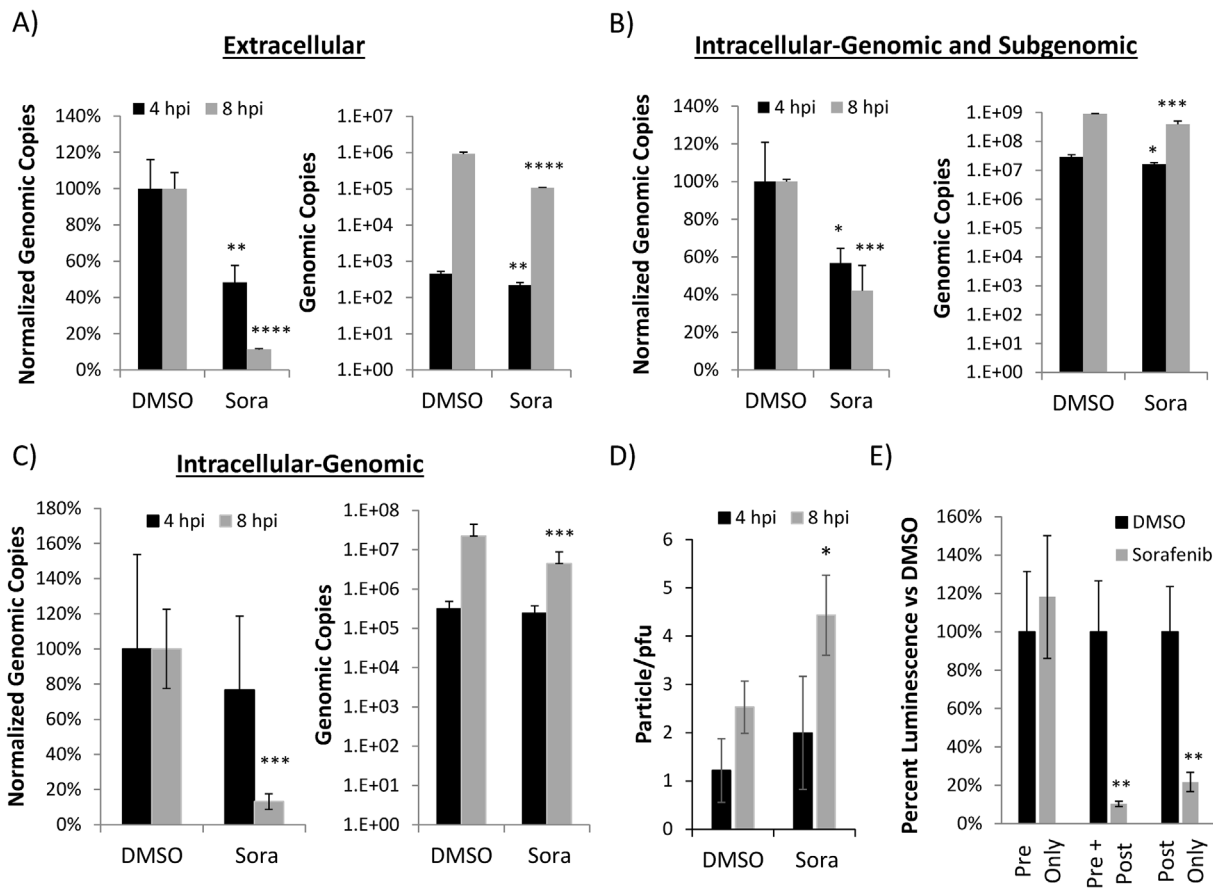 A)
Extracellular
4 hpi 8 hpi
Normalized Genomic Copies
140%
120%
100%
80%
60%
40%
20%
0%
**
****
DMSO Sora
Genomic Copies
1.E+07
1.E+06
1.E+05
1.E+04
1.E+03
1.E+02
1.E+01
1.E+00
**
****
DMSO Sora
B)
Intracellular-Genomic and Subgenomic
4 hpi 8 hpi
Normalized Genomic Copies
140%
120%
100%
80%
60%
40%
20%
0%
*
***
DMSO Sora
Genomic Copies
1.E+09
1.E+08
1.E+07
1.E+06
1.E+05
1.E+04
1.E+03
1.E+02
1.E+01
1.E+00
*
***
DMSO Sora
C)
Intracellular-Genomic
4 hpi 8 hpi
Normalized Genomic Copies
180%
160%
140%
120%
100%
80%
60%
40%
20%
0%
***
DMSO Sora
Genomic Copies
1.E+08
1.E+07
1.E+06
1.E+05
1.E+04
1.E+03
1.E+02
1.E+01
1.E+00
***
DMSO Sora
D)
4 hpi 8 hpi
Particle/pfu
6
5
4
3
2
1
0
*
DMSO Sora
E)
DMSO
Sorafenib
Percent Luminescence vs DMSO
160%
140%
120%
100%
80%
60%
40%
20%
0%
**
**
Pre
Only
Pre +
Post
Post
Only